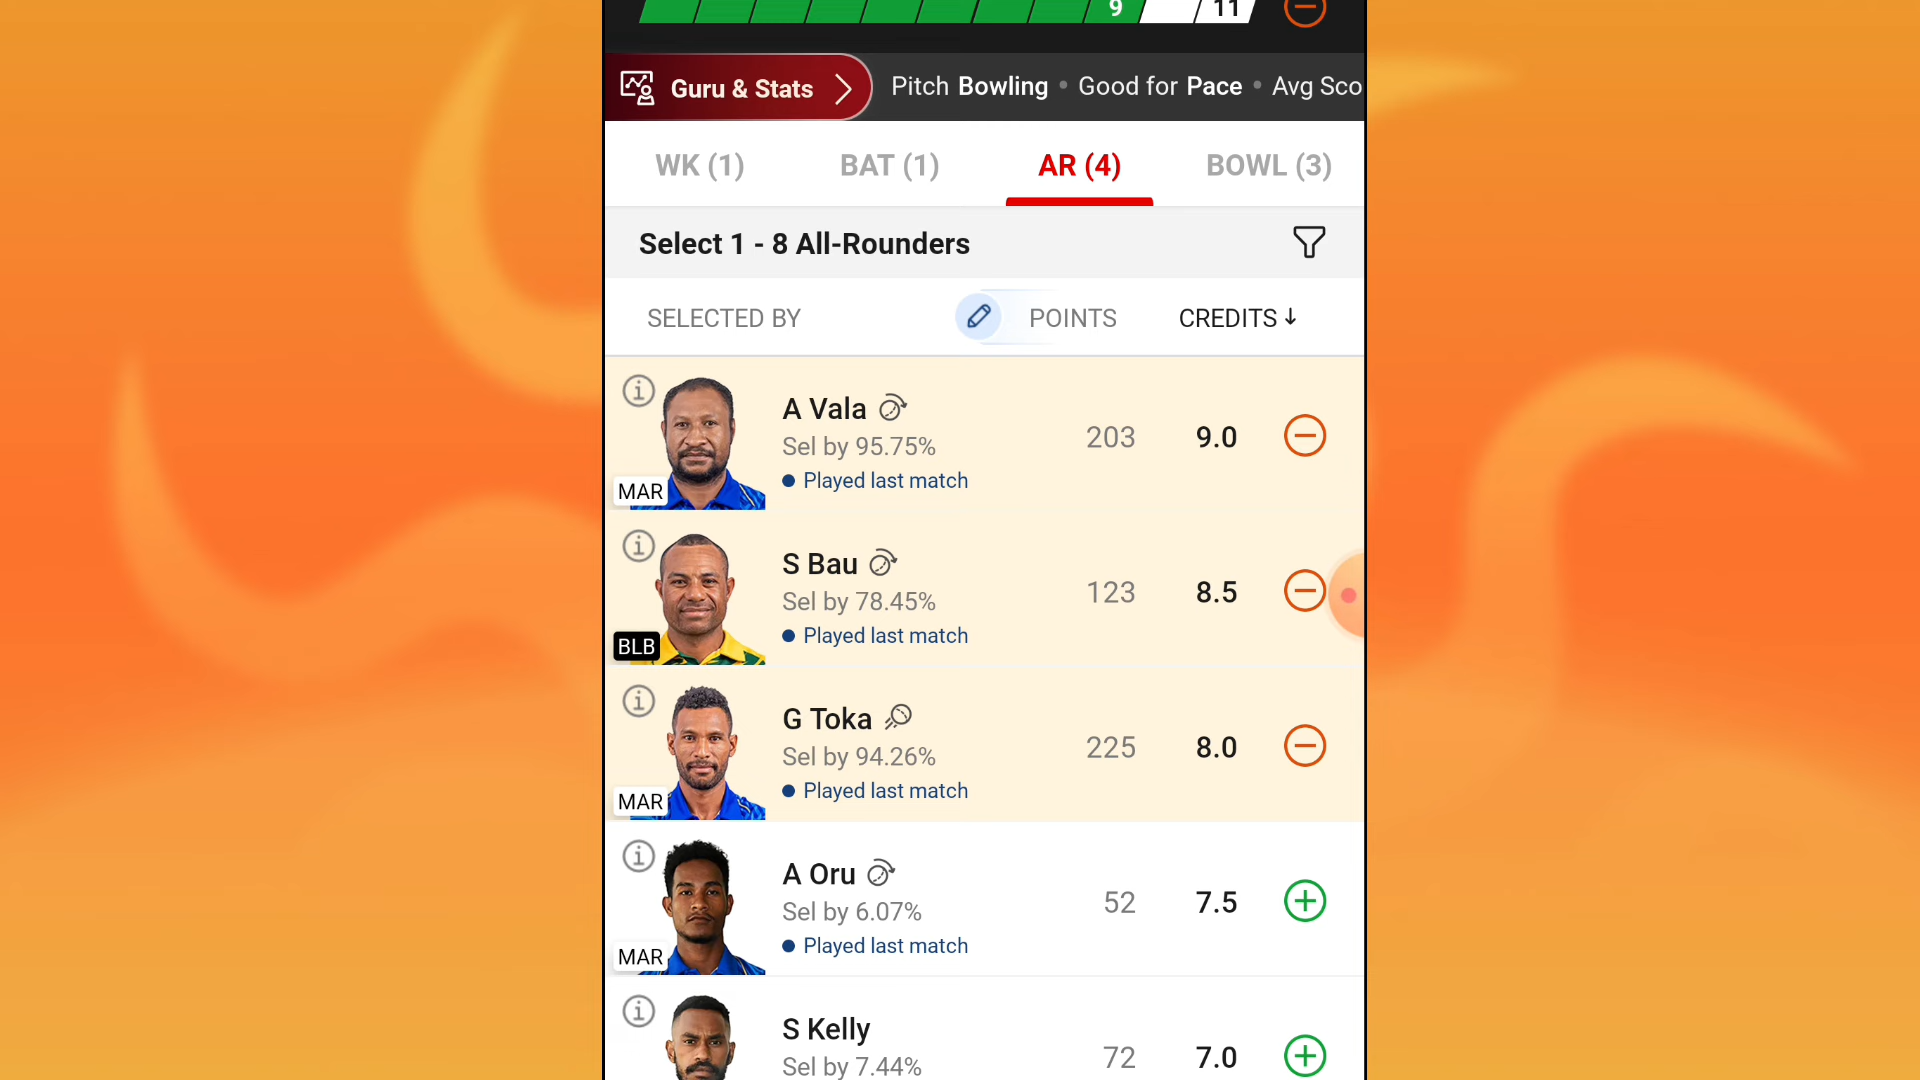 9 11
Guru & Stats Pitch Bowling • Good for Pace • Avg Sco
WK (1) BAT (1) AR (4) BOWL (3)
Select 1 - 8 All-Rounders
SELECTED BY POINTS CREDITS ↓
A Vala
Sel by 95.75% 203 9.0
Played last match
MAR
S Bau
Sel by 78.45% 123 8.5
Played last match
BLB
G Toka
Sel by 94.26% 225 8.0
Played last match
MAR
A Oru
Sel by 6.07% 52 7.5
Played last match
MAR
S Kelly
Sel by 7.44% 72 7.0